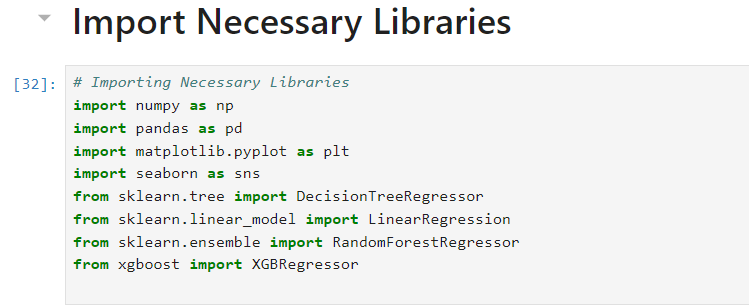 Import Necessary Libraries
[32]:
# Importing Necessary Libraries
import numpy as np
import pandas as pd
import matplotlib.pyplot as plt
import seaborn as sns
from sklearn.tree import DecisionTreeRegressor
from sklearn.linear_model import LinearRegression
from sklearn.ensemble import RandomForestRegressor
from xgboost import XGBRegressor